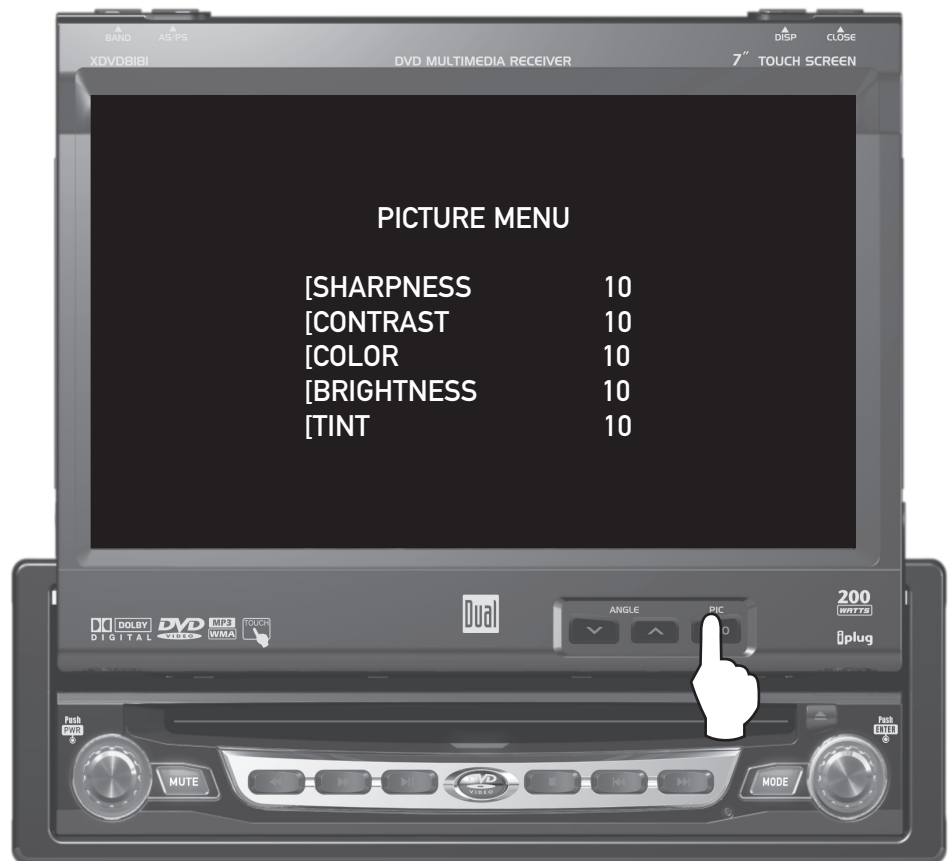 BAND AS/PS DISP CLOSE
XDVD8181 DVD MULTIMEDIA RECEIVER 7" TOUCH SCREEN
PICTURE MENU
[SHARPNESS 10
[CONTRAST 10
[COLOR 10
[BRIGHTNESS 10
[TINT 10
DOLBY
DIGITAL
DVD
VIDEO
MP3
WMA
TOUCH
Dual
ANGLE PIC
200
WATTS
iplug
Push
PWR
MUTE
DVD
VIDEO
MODE
Push
ENTER